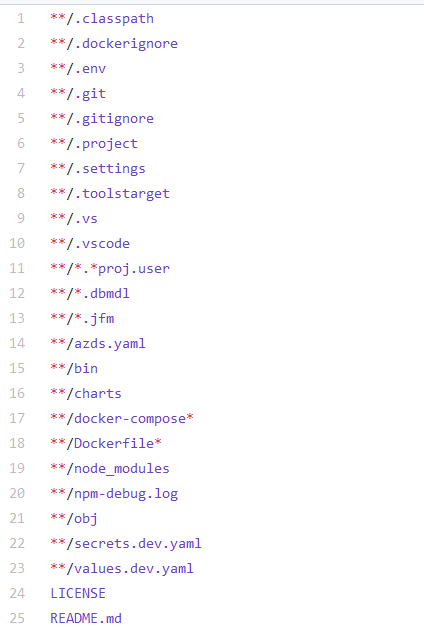 1 **/.classpath
2 **/.dockerignore
3 **/.env
4 **/.git
5 **/.gitignore
6 **/.project
7 **/.settings
8 **/.toolstarget
9 **/.vs
10 **/.vscode
11 **/*.*proj.user
12 **/*.dbmdl
13 **/*.jfm
14 **/azds.yaml
15 **/bin
16 **/charts
17 **/docker-compose*
18 **/Dockerfile*
19 **/node_modules
20 **/npm-debug.log
21 **/obj
22 **/secrets.dev.yaml
23 **/values.dev.yaml
24 LICENSE
25 README.md